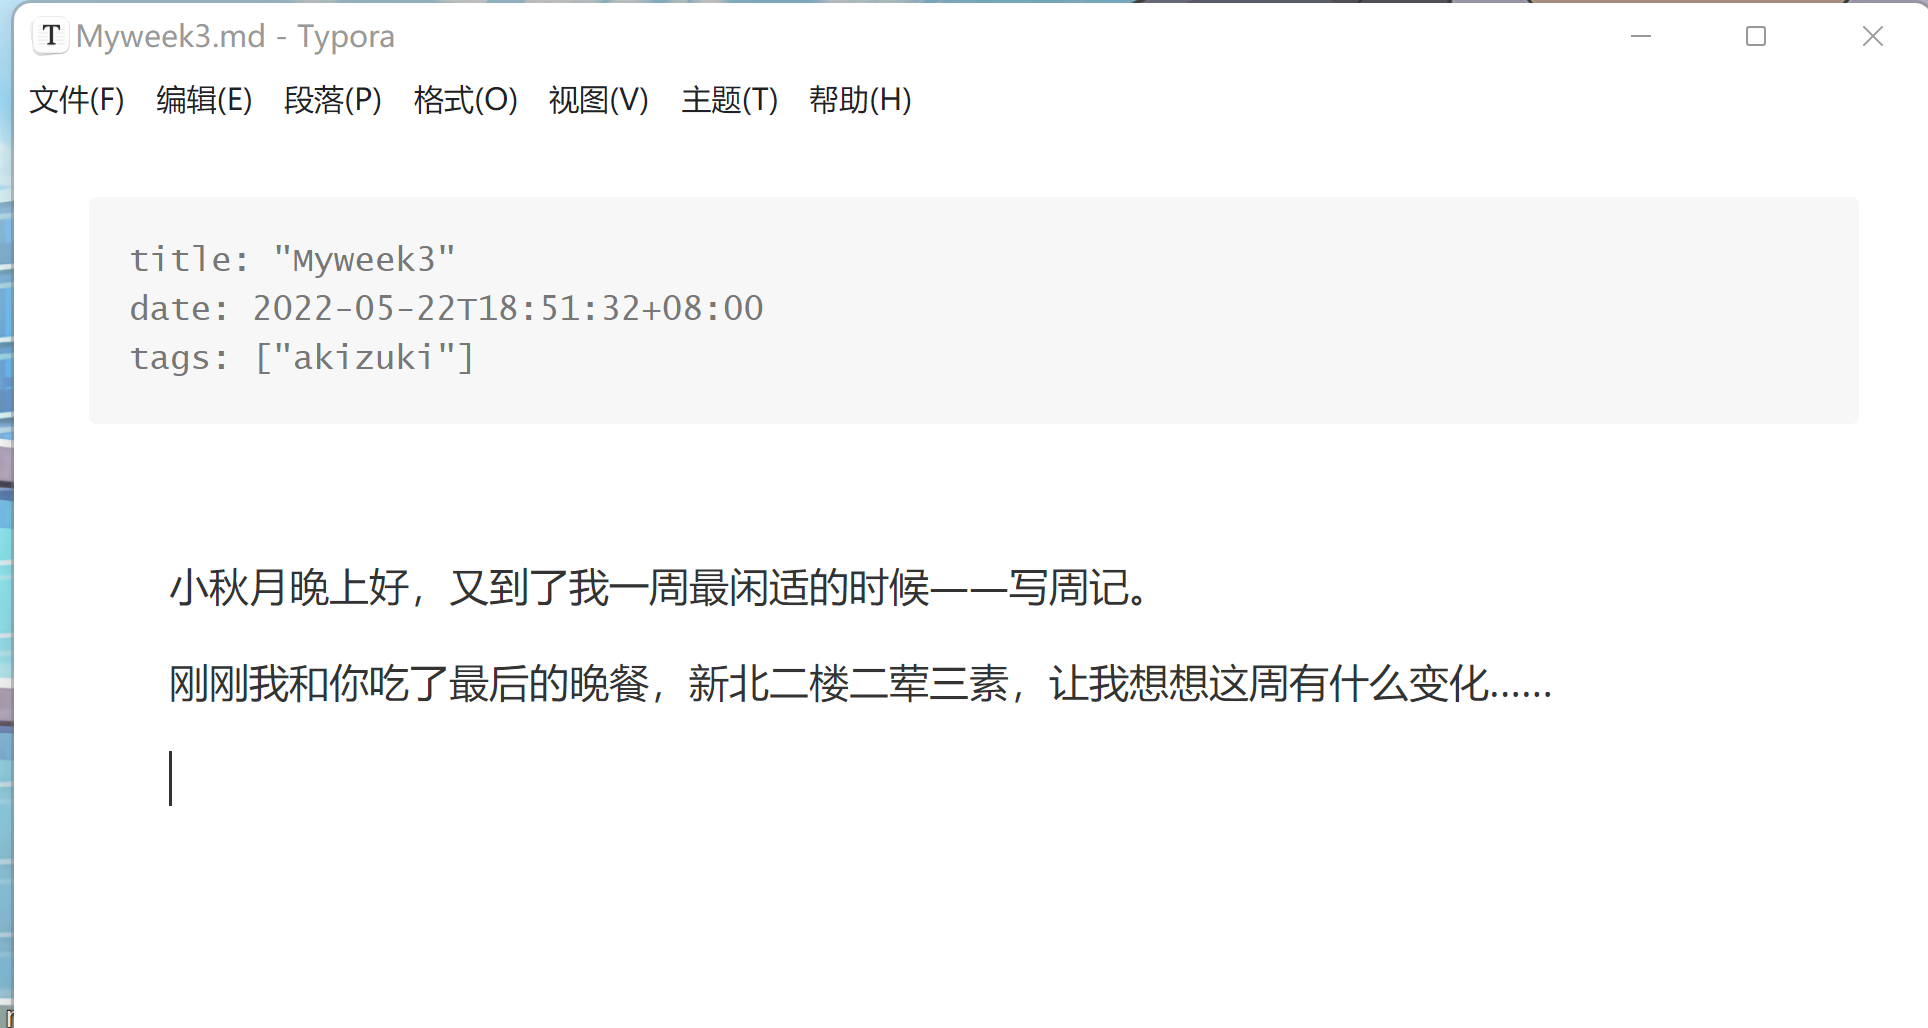 Myweek3.md - Typora
文件(F) 编辑(E) 段落(P) 格式(O) 视图(V) 主题(T) 帮助(H)
title: "Myweek3"
date: 2022-05-22T18:51:32+08:00
tags: ["akizuki"]
小秋月晚上好，又到了我一周最闲适的时候——写周记。
刚刚我和你吃了最后的晚餐，新北二楼二荤三素，让我想想这周有什么变化……